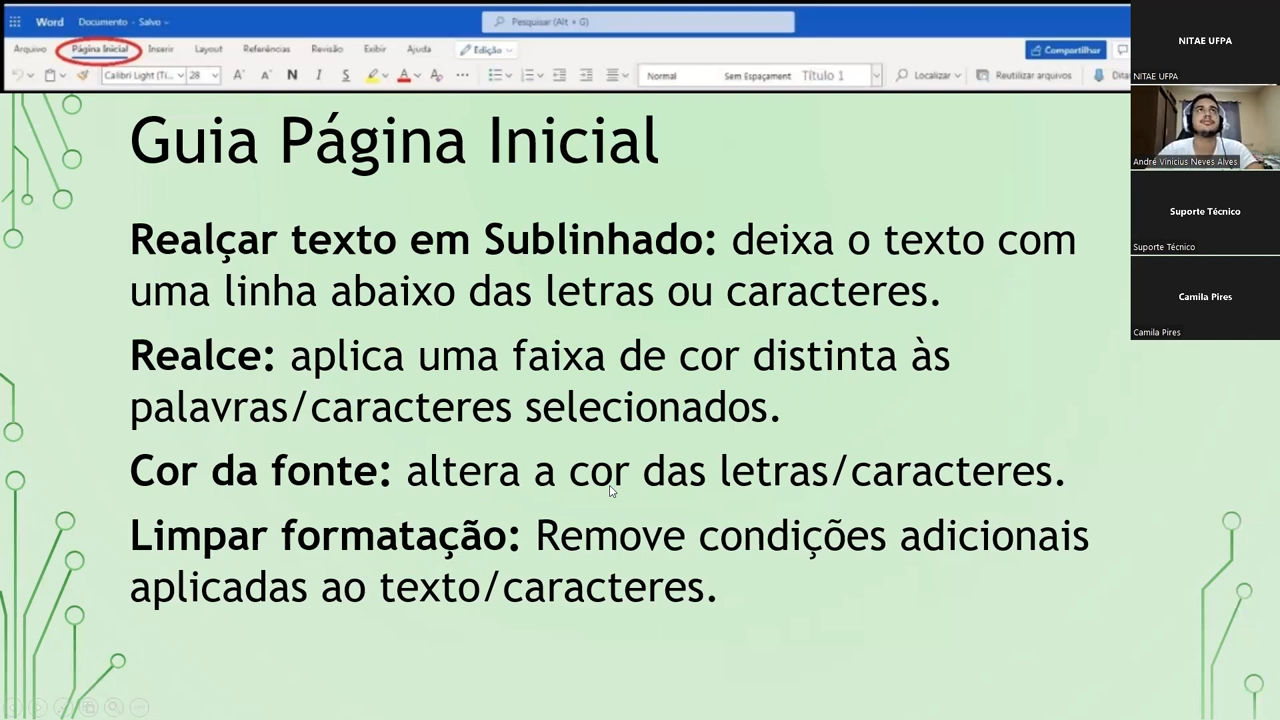 Word Documento - Salvo Pesquisar (Alt + G)
Arquivo Página Inicial Inserir Layout Referências Revisão Exibir Ajuda Edição Compartilhar
Calibri Light (Ti... 28 N I S Normal Sem Espaçament Título 1 Localizar Reutilizar arquivos
NITAE UFPA
NITAE UFPA
André Vinicius Neves Alves
Suporte Técnico
Suporte Técnico
Camila Pires
Camila Pires
Guia Página Inicial
Realçar texto em Sublinhado: deixa o texto com
uma linha abaixo das letras ou caracteres.
Realce: aplica uma faixa de cor distinta às
palavras/caracteres selecionados.
Cor da fonte: altera a cor das letras/caracteres.
Limpar formatação: Remove condições adicionais
aplicadas ao texto/caracteres.